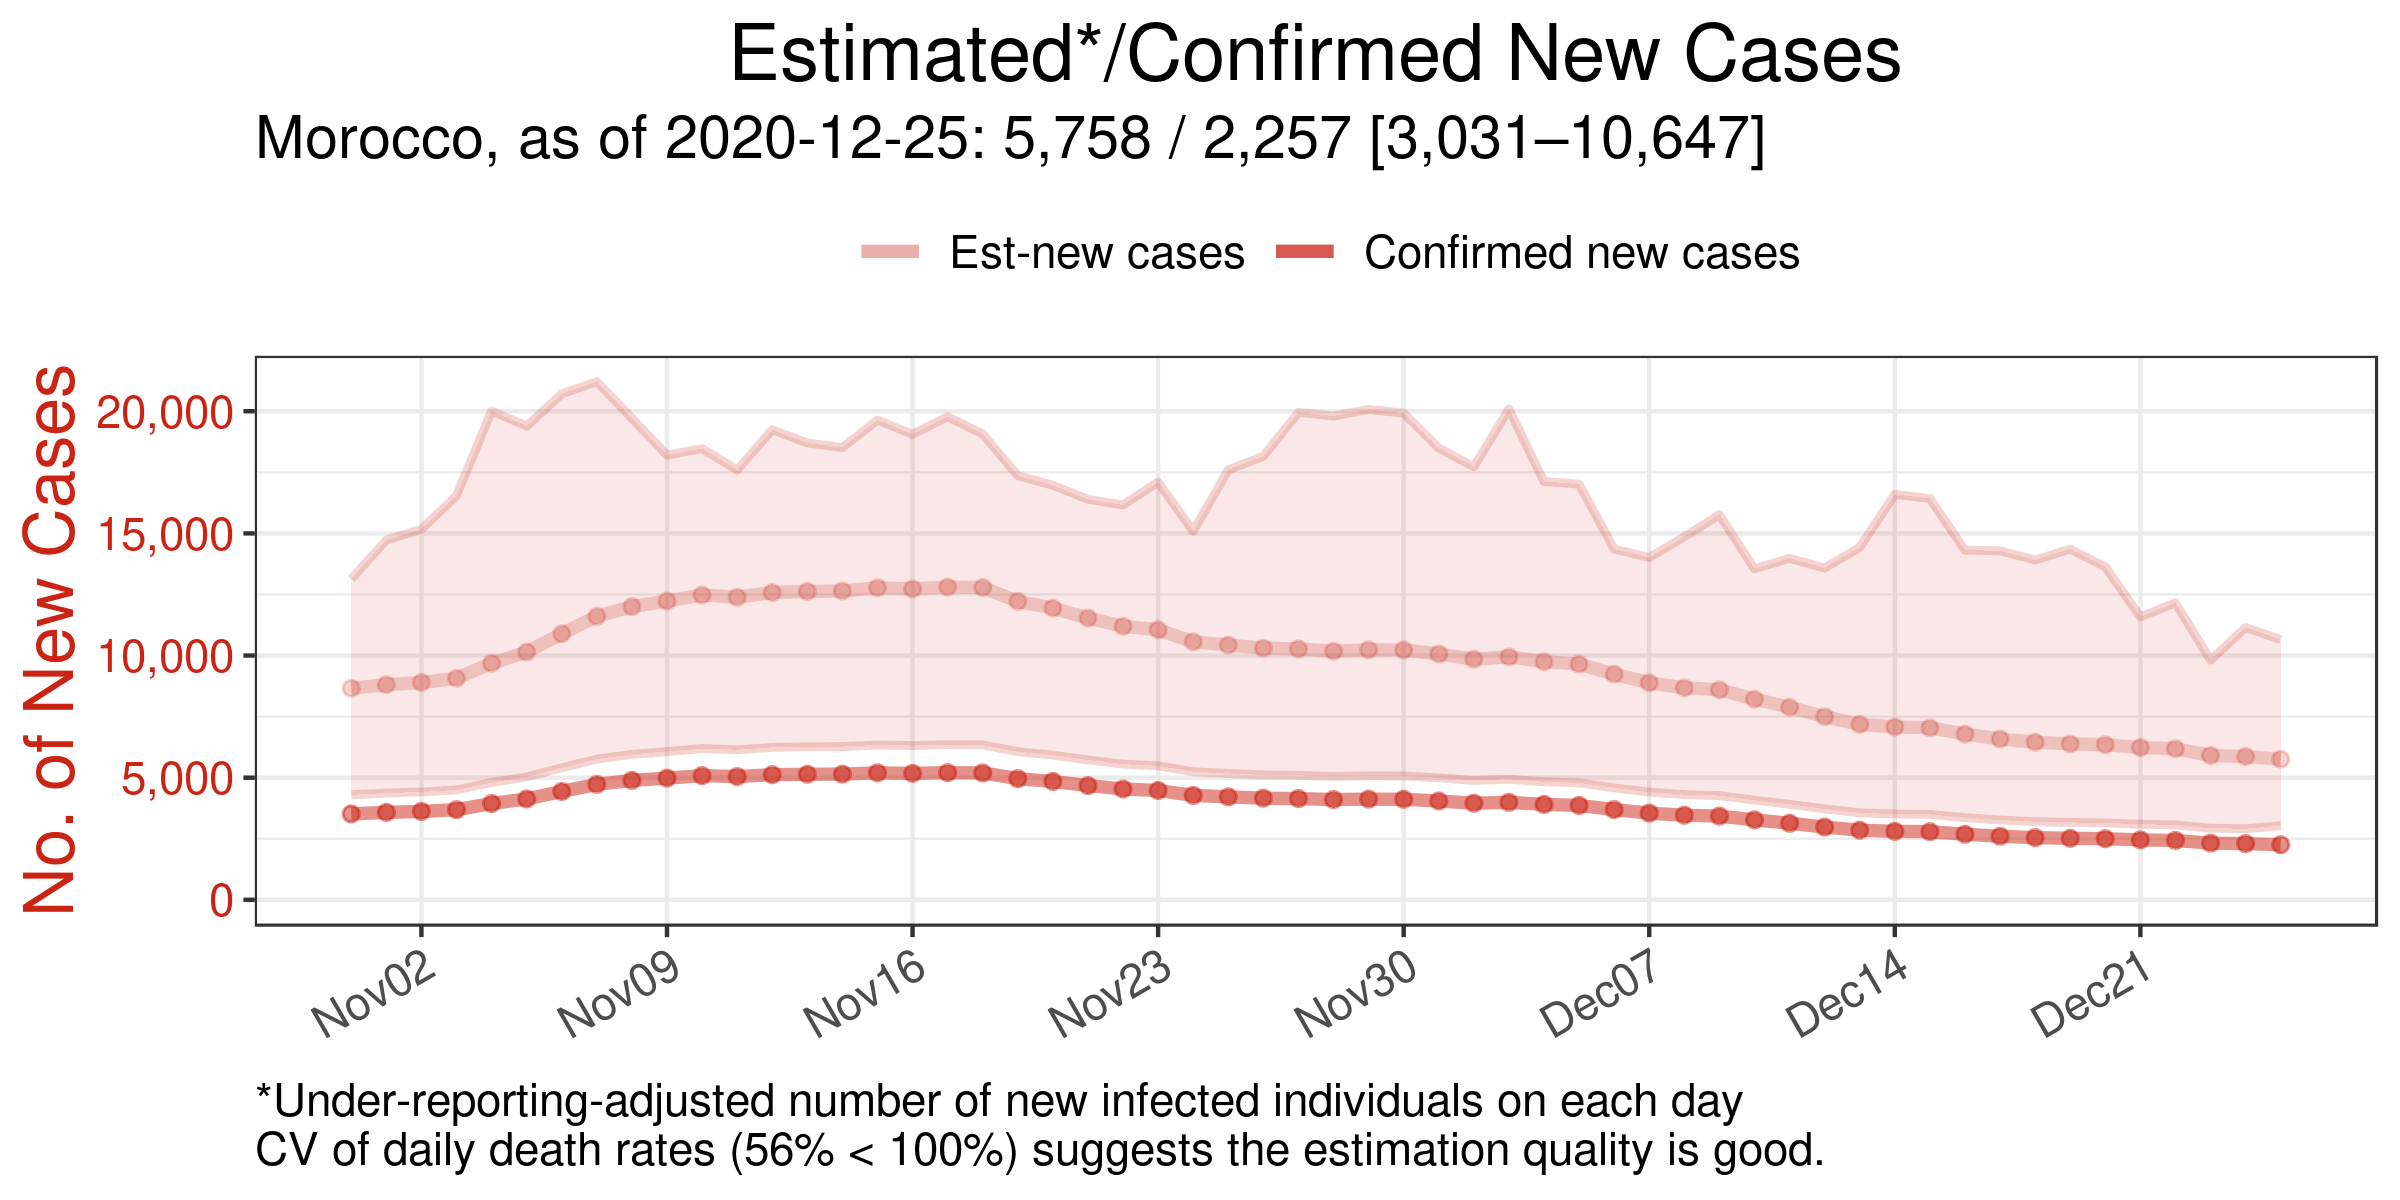 Estimated*/Confirmed New Cases
Morocco, as of 2020-12-25: 5,758 / 2,257 [3,031–10,647]
Est-new cases
Confirmed new cases
No. of New Cases
20,000
15,000
10,000
5,000
0
Nov02
Nov09
Nov16
Nov23
Nov30
Dec07
Dec14
Dec21
*Under-reporting-adjusted number of new infected individuals on each day
CV of daily death rates (56% < 100%) suggests the estimation quality is good.